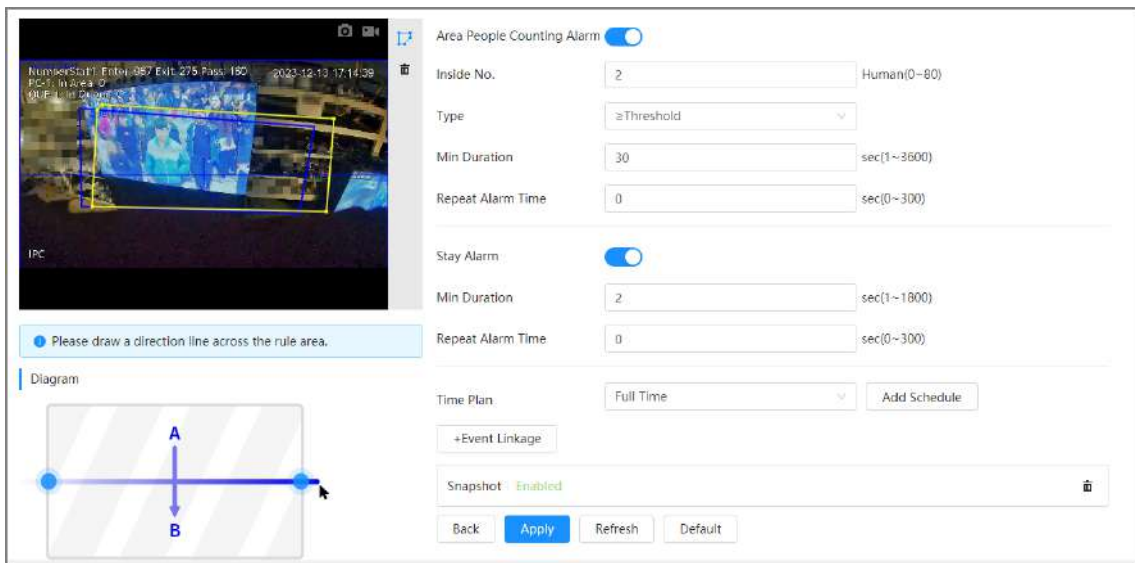 NumberStat1 Enter 957 Exit 275 Pass 160
2023-12-13 17:14:39
PC-1: In Area 0
IPC
Please draw a direction line across the rule area.
Diagram
A
B
Area People Counting Alarm
Inside No. 2 Human(0~80)
Type ≥Threshold
Min Duration 30 sec(1~3600)
Repeat Alarm Time 0 sec(0~300)
Stay Alarm
Min Duration 2 sec(1~1800)
Repeat Alarm Time 0 sec(0~300)
Time Plan Full Time Add Schedule
+Event Linkage
Snapshot Enabled
Back Apply Refresh Default